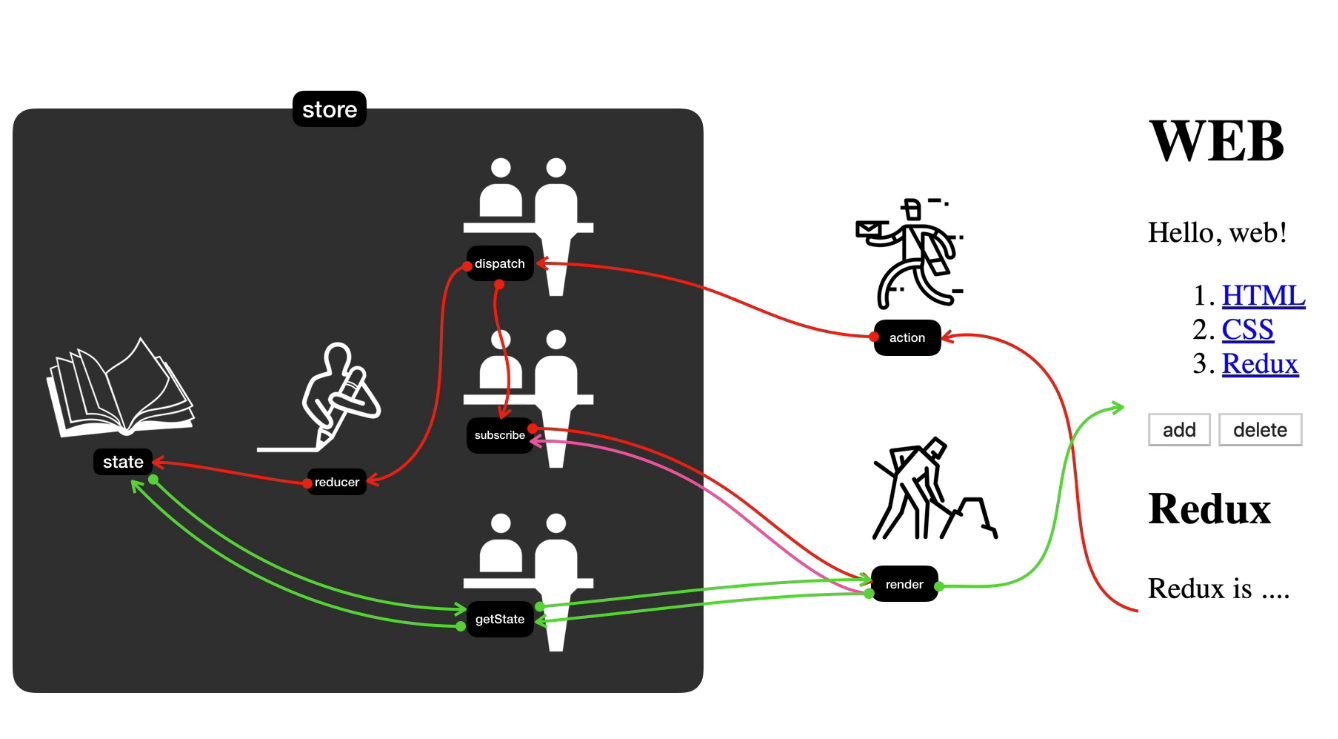 store
dispatch
subscribe
state
reducer
getState
action
render
WEB
Hello, web!
1. HTML
2. CSS
3. Redux
add delete
Redux
Redux is ....